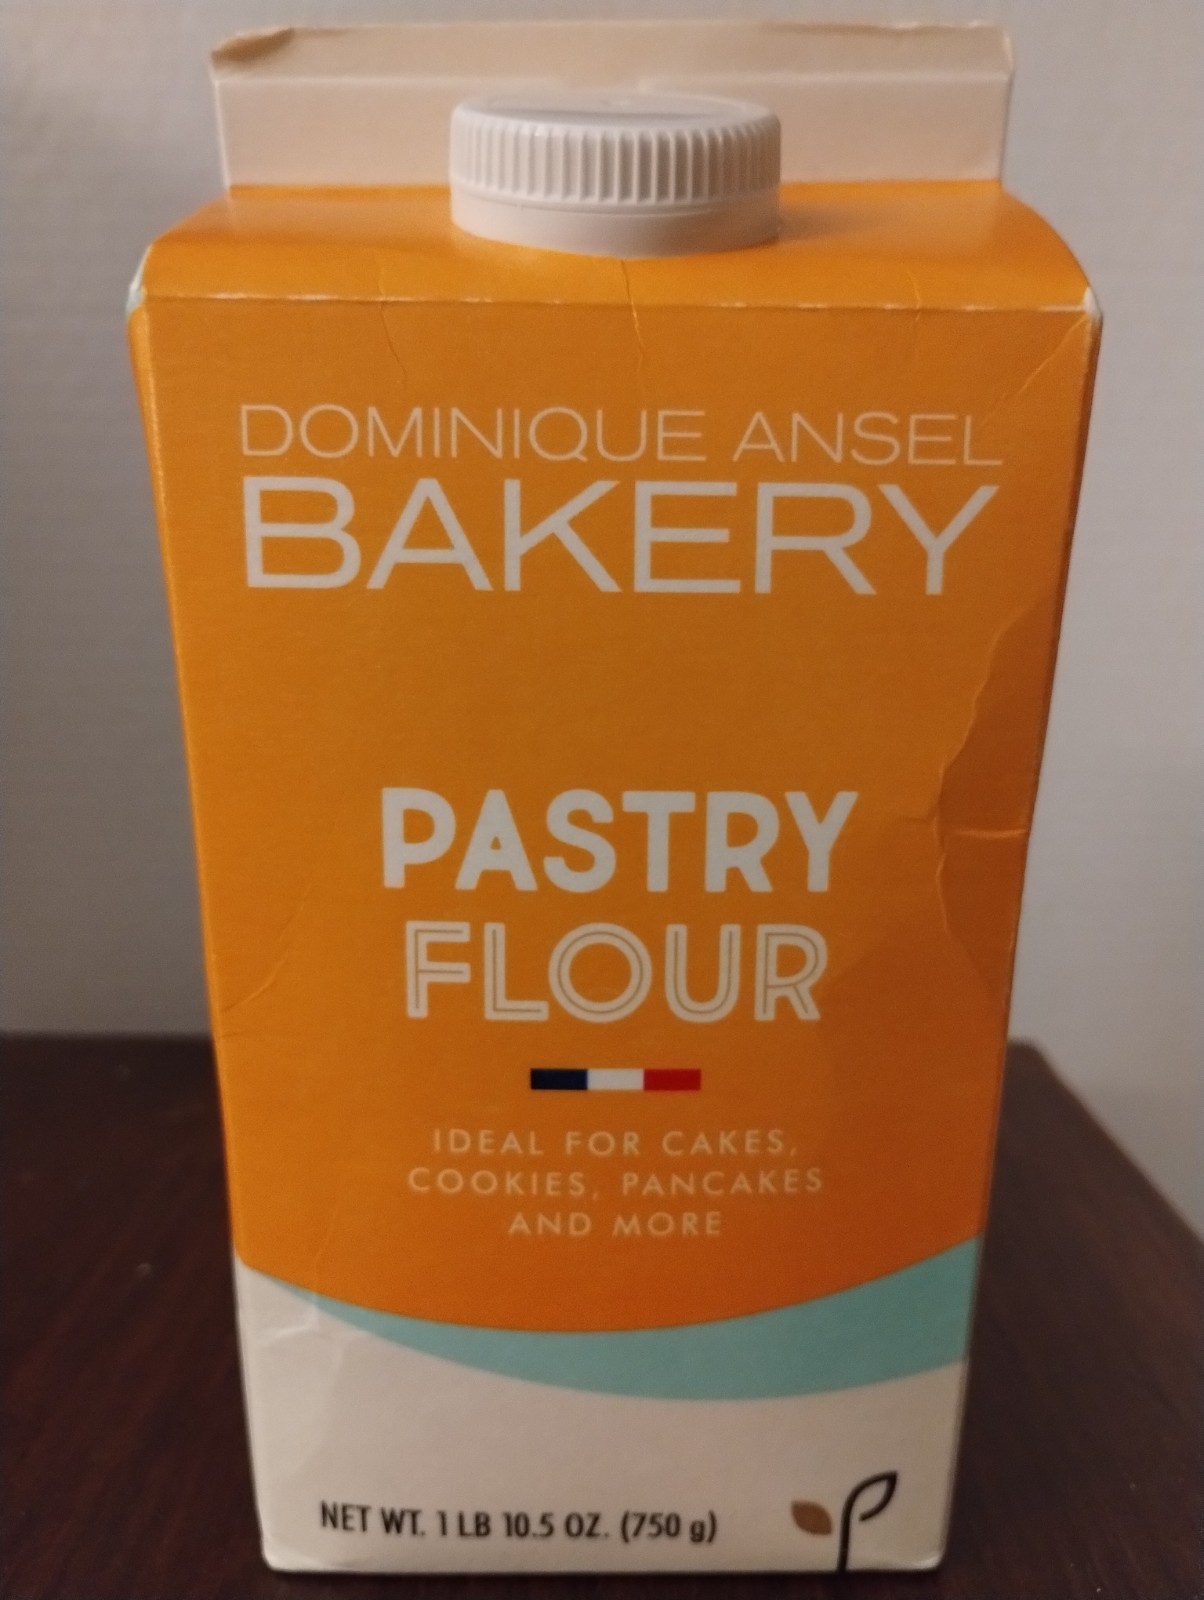 DOMINIQUE ANSEL
BAKERY
PASTRY
FLOUR
IDEAL FOR CAKES,
COOKIES, PANCAKES
AND MORE
NET WT. 1 LB 10.5 OZ. (750 g)